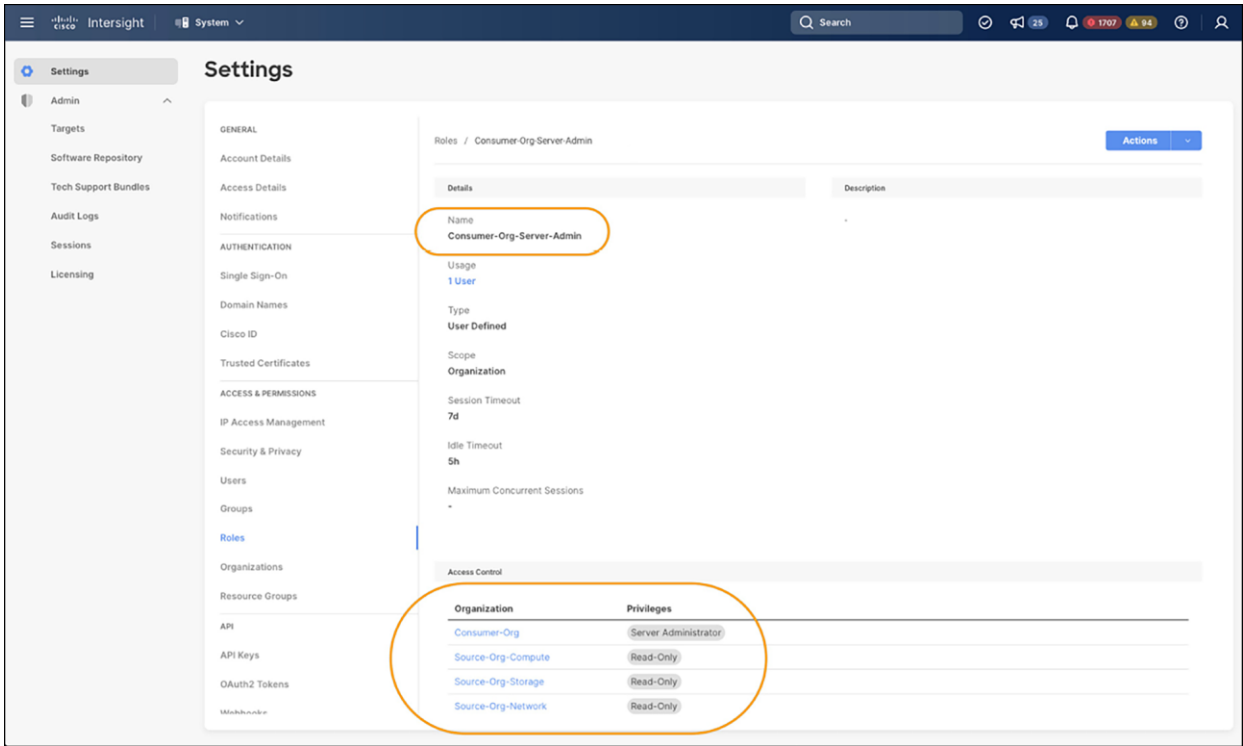 cisco Intersight System Search 25 1707 94
Settings
Admin
Targets
Software Repository
Tech Support Bundles
Audit Logs
Sessions
Licensing
Settings
GENERAL
Account Details
Access Details
Notifications
AUTHENTICATION
Single Sign-On
Domain Names
Cisco ID
Trusted Certificates
ACCESS & PERMISSIONS
IP Access Management
Security & Privacy
Users
Groups
Roles
Organizations
Resource Groups
API
API Keys
OAuth2 Tokens
Webhooks
Roles / Consumer-Org-Server-Admin
Actions
Details
Description
Name
Consumer-Org-Server-Admin
-
Usage
1 User
Type
User Defined
Scope
Organization
Session Timeout
7d
Idle Timeout
5h
Maximum Concurrent Sessions
-
Access Control
Organization Privileges
Consumer-Org Server Administrator
Source-Org-Compute Read-Only
Source-Org-Storage Read-Only
Source-Org-Network Read-Only